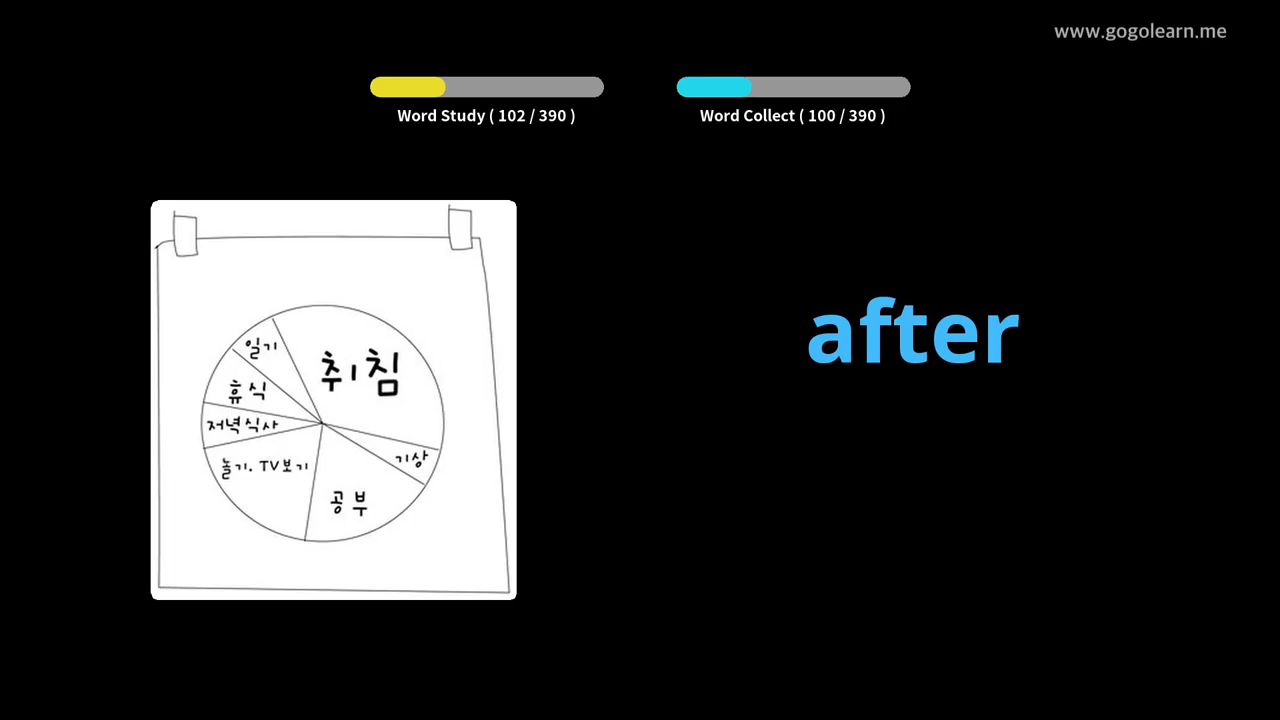 www.gogolearn.me
Word Study ( 102 / 390 )
Word Collect ( 100 / 390 )
일기
취침
휴식
저녁식사
놀기. TV보기
기상
공부
after